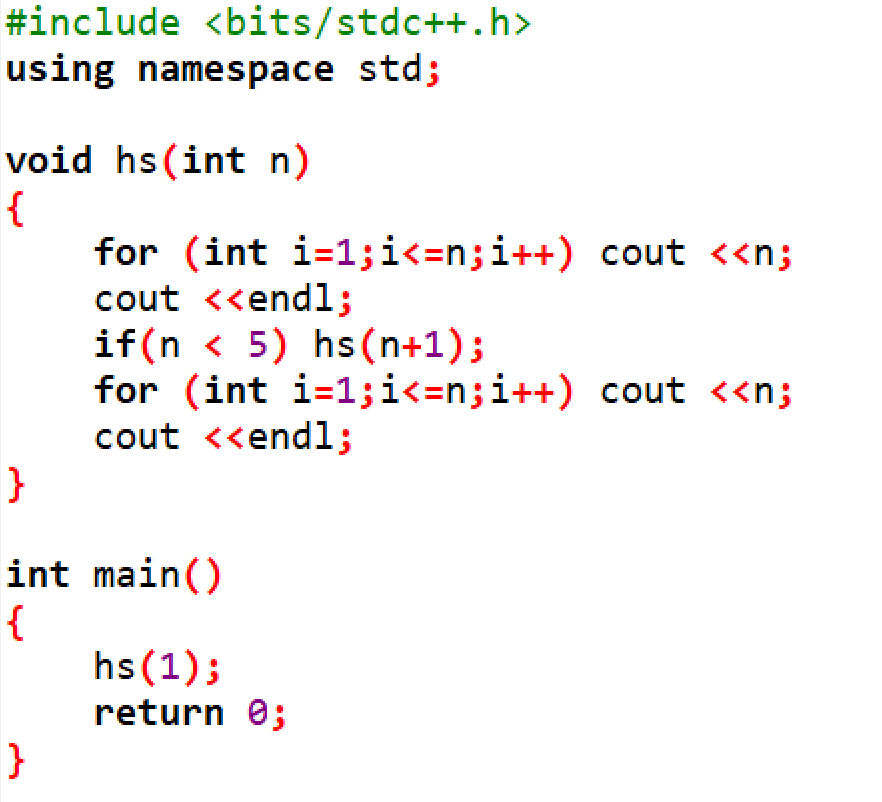 #include <bits/stdc++.h>
using namespace std;
void hs(int n)
{
    for (int i=1;i<=n;i++) cout <<n;
    cout <<endl;
    if(n < 5) hs(n+1);
    for (int i=1;i<=n;i++) cout <<n;
    cout <<endl;
}
int main()
{
    hs(1);
    return 0;
}